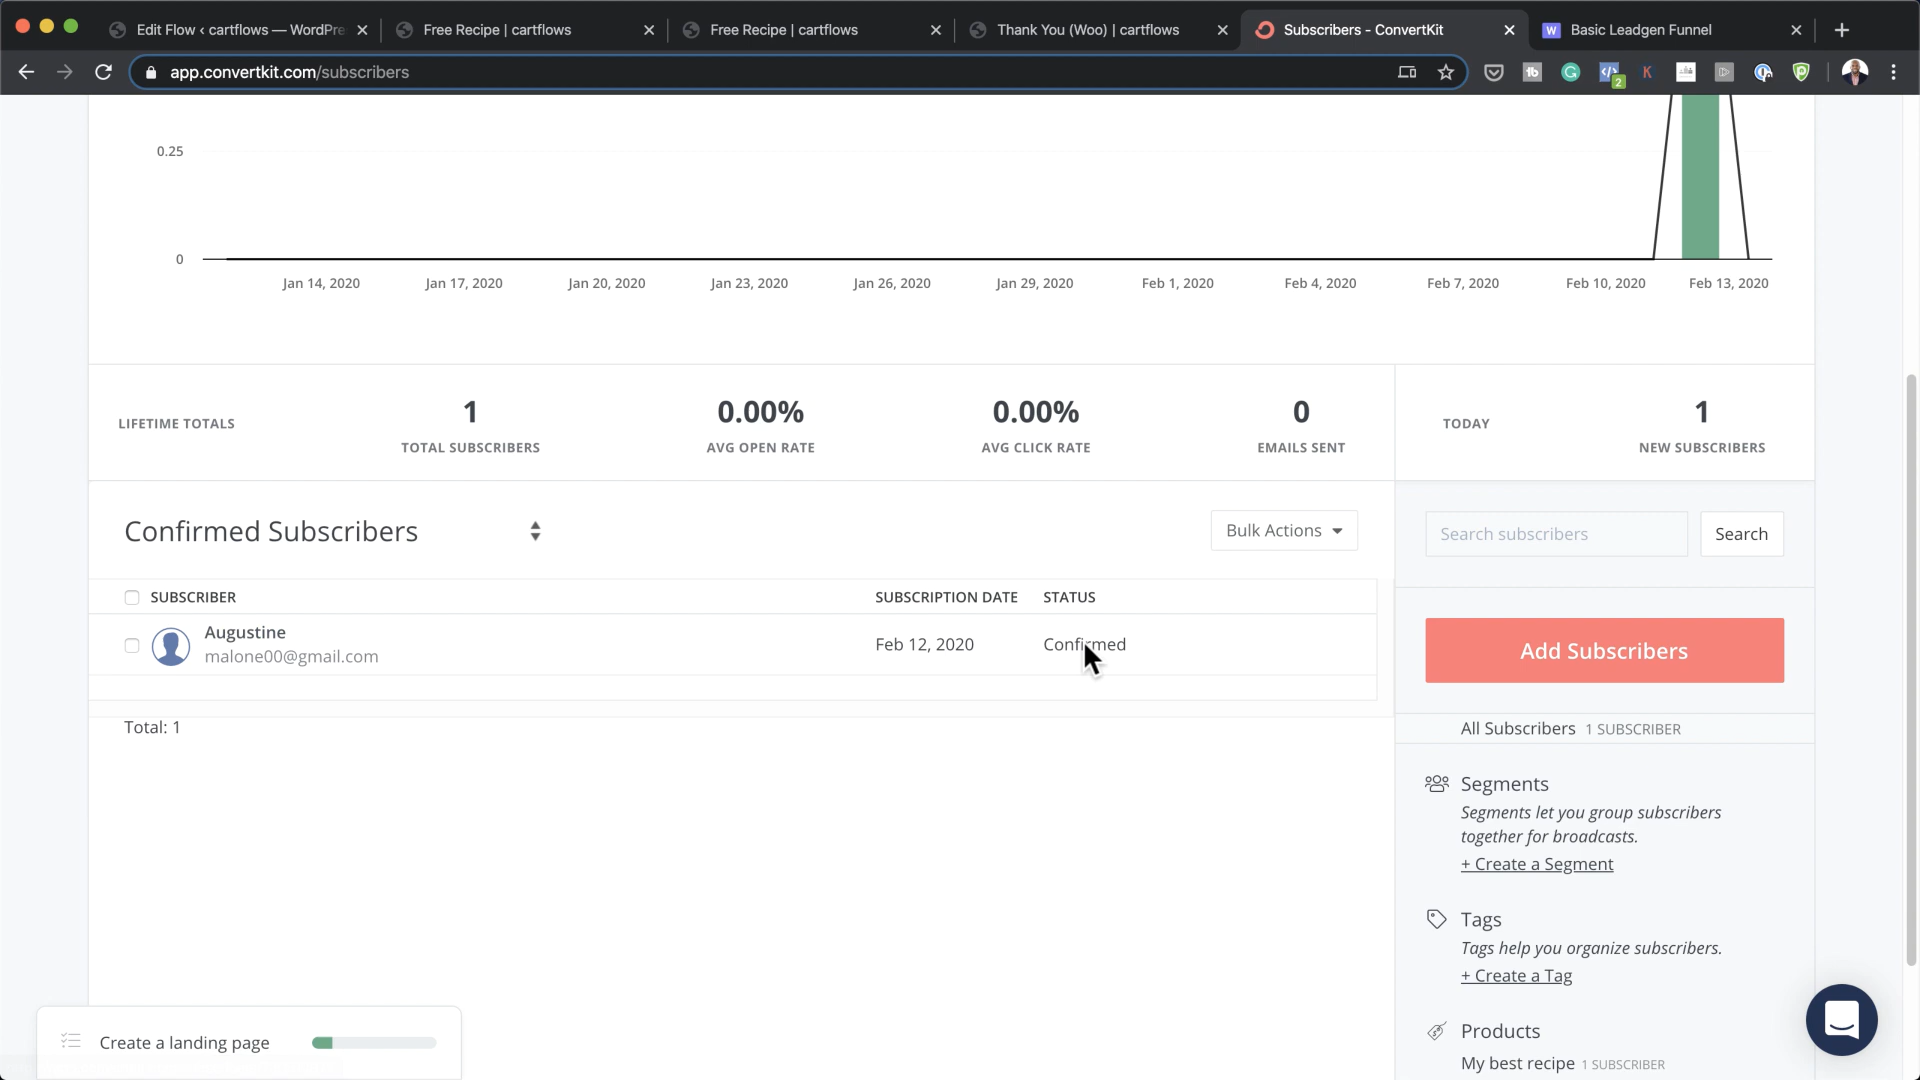 Edit Flow ‹ cartflows — WordPre
Free Recipe | cartflows
Free Recipe | cartflows
Thank You (Woo) | cartflows
Subscribers - ConvertKit
W
Basic Leadgen Funnel
app.convertkit.com/subscribers
tb
G
</>
2
K
0.25
0
Jan 14, 2020
Jan 17, 2020
Jan 20, 2020
Jan 23, 2020
Jan 26, 2020
Jan 29, 2020
Feb 1, 2020
Feb 4, 2020
Feb 7, 2020
Feb 10, 2020
Feb 13, 2020
LIFETIME TOTALS
1
TOTAL SUBSCRIBERS
0.00%
AVG OPEN RATE
0.00%
AVG CLICK RATE
0
EMAILS SENT
TODAY
1
NEW SUBSCRIBERS
Confirmed Subscribers
Bulk Actions
Search subscribers
Search
SUBSCRIBER
SUBSCRIPTION DATE
STATUS
Augustine
malone00@gmail.com
Feb 12, 2020
Confirmed
Total: 1
Add Subscribers
All Subscribers 1 SUBSCRIBER
Segments
Segments let you group subscribers
together for broadcasts.
+ Create a Segment
Tags
Tags help you organize subscribers.
+ Create a Tag
Products
My best recipe 1 SUBSCRIBER
Create a landing page